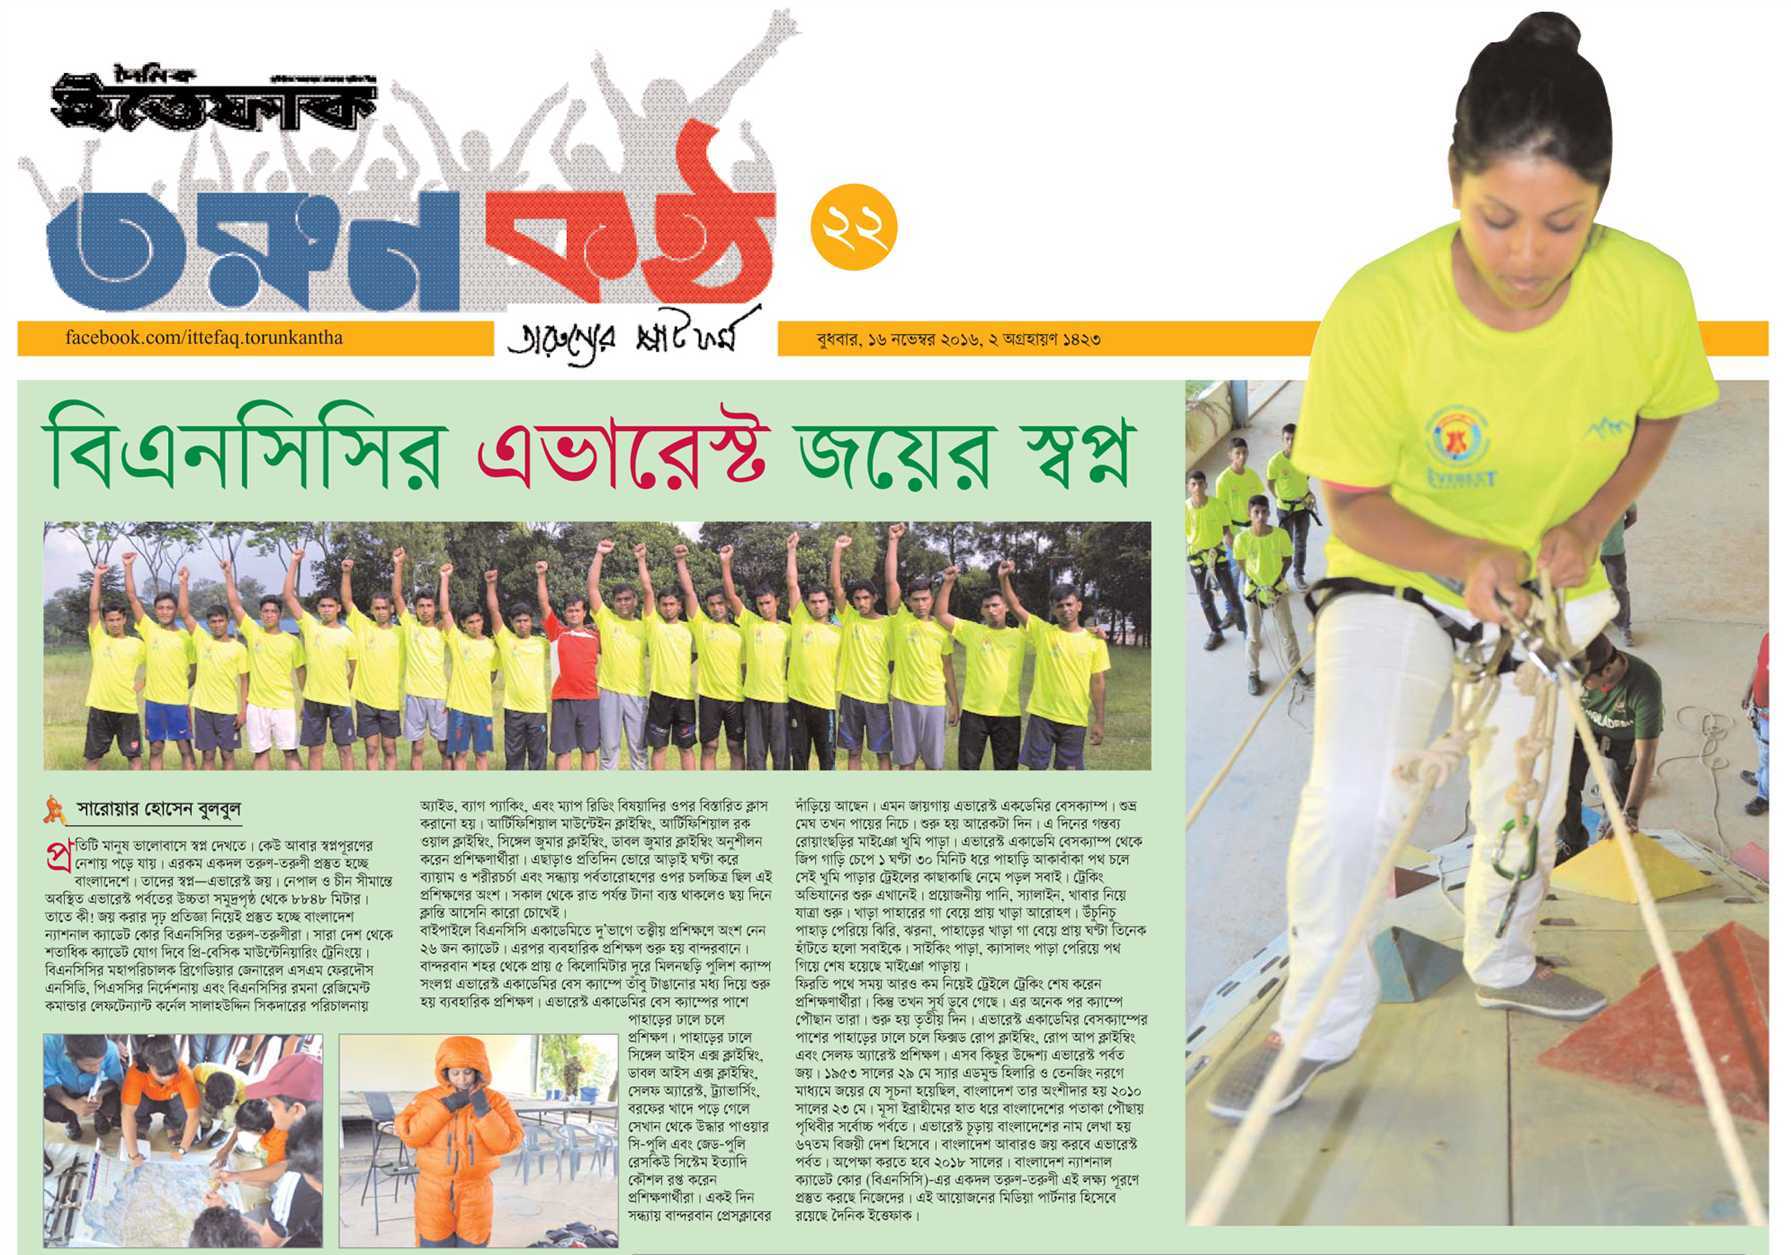 দৈনিক
ইত্তেফাক
তরুনকন্ঠ
২২
facebook.com/ittefaq.torunkantha
তারুণ্যের প্লাটফর্ম
বুধবার, ১৬ নভেম্বর ২০১৬, ২ অগ্রহায়ণ ১৪২৩
বিএনসিসির এভারেস্ট জয়ের স্বপ্ন
EVEREST
সারোয়ার হোসেন বুলবুল
প্রতিটি মানুষ ভালোবাসে স্বপ্ন দেখতে। কেউ আবার স্বপ্নপূরণের
নেশায় পড়ে যায়। এরকম একদল তরুণ-তরুণী প্রস্তুত হচ্ছে
বাংলাদেশে। তাদের স্বপ্ন—এভারেস্ট জয়। নেপাল ও চীন সীমান্তে
অবস্থিত এভারেস্ট পর্বতের উচ্চতা সমুদ্রপৃষ্ঠ থেকে ৮৮৪৮ মিটার।
তাতে কী! জয় করার দৃঢ় প্রতিজ্ঞা নিয়েই প্রস্তুত হচ্ছে বাংলাদেশ
ন্যাশনাল ক্যাডেট কোর বিএনসিসির তরুণ-তরুণীরা। সারা দেশ থেকে
শতাধিক ক্যাডেট যোগ দিবে প্রি-বেসিক মাউন্টেনিয়ারিং ট্রেনিংয়ে।
বিএনসিসির মহাপরিচালক ব্রিগেডিয়ার জেনারেল এসএম ফেরদৌস
এনসিডি, পিএসসির নির্দেশনায় এবং বিএনসিসির রমনা রেজিমেন্ট
কমান্ডার লেফটেন্যান্ট কর্নেল সালাহউদ্দিন সিকদারের পরিচালনায়
অ্যাইড, ব্যাগ প্যাকিং, এবং ম্যাপ রিডিং বিষয়াদির ওপর বিস্তারিত ক্লাস
করানো হয়। আর্টিফিশিয়াল মাউন্টেইন ক্লাইম্বিং, আর্টিফিশিয়াল রক
ওয়াল ক্লাইম্বিং, সিঙ্গেল জুমার ক্লাইম্বিং, ডাবল জুমার ক্লাইম্বিং অনুশীলন
করেন প্রশিক্ষণার্থীরা। এছাড়াও প্রতিদিন ভোরে আড়াই ঘণ্টা করে
ব্যায়াম ও শরীরচর্চা এবং সন্ধ্যায় পর্বতারোহণের ওপর চলচ্চিত্র ছিল এই
প্রশিক্ষণের অংশ। সকাল থেকে রাত পর্যন্ত টানা ব্যস্ত থাকলেও ছয় দিনে
ক্লান্তি আসেনি কারো চোখেই।
বাইপাইলে বিএনসিসি একাডেমিতে দু'ভাগে তত্ত্বীয় প্রশিক্ষণে অংশ নেন
২৬ জন ক্যাডেট। এরপর ব্যবহারিক প্রশিক্ষণ শুরু হয় বান্দরবানে।
বান্দরবান শহর থেকে প্রায় ৫ কিলোমিটার দূরে মিলনছড়ি পুলিশ ক্যাম্প
সংলগ্ন এভারেস্ট একাডেমির বেস ক্যাম্পে তাঁবু টাঙানোর মধ্য দিয়ে শুরু
হয় ব্যবহারিক প্রশিক্ষণ। এভারেস্ট একাডেমির বেস ক্যাম্পের পাশে
পাহাড়ের ঢালে চলে
প্রশিক্ষণ। পাহাড়ের ঢালে
সিঙ্গেল আইস এক্স ক্লাইম্বিং,
ডাবল আইস এক্স ক্লাইম্বিং,
সেলফ অ্যারেস্ট, ট্র্যাভার্সিং,
বরফের খাদে পড়ে গেলে
সেখান থেকে উদ্ধার পাওয়ার
সি-পুলি এবং জেড-পুলি
রেসকিউ সিস্টেম ইত্যাদি
কৌশল রপ্ত করেন
প্রশিক্ষণার্থীরা। একই দিন
সন্ধ্যায় বান্দরবান প্রেসক্লাবের
দাঁড়িয়ে আছেন। এমন জায়গায় এভারেস্ট একডেমির বেসক্যাম্প। শুভ্র
মেঘ তখন পায়ের নিচে। শুরু হয় আরেকটা দিন। এ দিনের গন্তব্য
রোয়াংছড়ির মাইঞো খুমি পাড়া। এভারেস্ট একাডেমি বেসক্যাম্প থেকে
জিপ গাড়ি চেপে ১ ঘণ্টা ৩০ মিনিট ধরে পাহাড়ি আকাবাঁকা পথ চলে
সেই খুমি পাড়ার ট্রেইলের কাছাকাছি নেমে পড়ল সবাই। ট্রেকিং
অভিযানের শুরু এখানেই। প্রয়োজনীয় পানি, স্যালাইন, খাবার নিয়ে
যাত্রা শুরু। খাড়া পাহারের গা বেয়ে প্রায় খাড়া আরোহণ। উঁচুনিচু
পাহাড় পেরিয়ে ঝিরি, ঝরনা, পাহাড়ের খাড়া গা বেয়ে প্রায় ঘণ্টা তিনেক
হাঁটতে হলো সবাইকে। সাইকিং পাড়া, ক্যাসালং পাড়া পেরিয়ে পথ
গিয়ে শেষ হয়েছে মাইঞো পাড়ায়।
ফিরতি পথে সময় আরও কম নিয়েই ট্রেইলে ট্রেকিং শেষ করেন
প্রশিক্ষণার্থীরা। কিন্তু তখন সূর্য ডুবে গেছে। এর অনেক পর ক্যাম্পে
পৌছান তারা। শুরু হয় তৃতীয় দিন। এভারেস্ট একাডেমির বেসক্যাম্পের
পাশের পাহাড়ের ঢালে চলে ফিক্সড রোপ ক্লাইম্বিং, রোপ আপ ক্লাইম্বিং
এবং সেলফ অ্যারেস্ট প্রশিক্ষণ। এসব কিছুর উদ্দেশ্য এভারেস্ট পর্বত
জয়। ১৯৫৩ সালের ২৯ মে স্যার এডমুন্ড হিলারি ও তেনজিং নরগে
মাধ্যমে জয়ের যে সূচনা হয়েছিল, বাংলাদেশ তার অংশীদার হয় ২০১০
সালের ২৩ মে। মূসা ইব্রাহীমের হাত ধরে বাংলাদেশের পতাকা পৌছায়
পৃথিবীর সর্বোচ্চ পর্বতে। এভারেস্ট চূড়ায় বাংলাদেশের নাম লেখা হয়
৬৭তম বিজয়ী দেশ হিসেবে। বাংলাদেশ আবারও জয় করবে এভারেস্ট
পর্বত। অপেক্ষা করতে হবে ২০১৮ সালের। বাংলাদেশ ন্যাশনাল
ক্যাডেট কোর (বিএনসিসি)-এর একদল তরুণ-তরুণী এই লক্ষ্য পূরণে
প্রস্তুত করছে নিজেদের। এই আয়োজনের মিডিয়া পার্টনার হিসেবে
রয়েছে দৈনিক ইত্তেফাক।